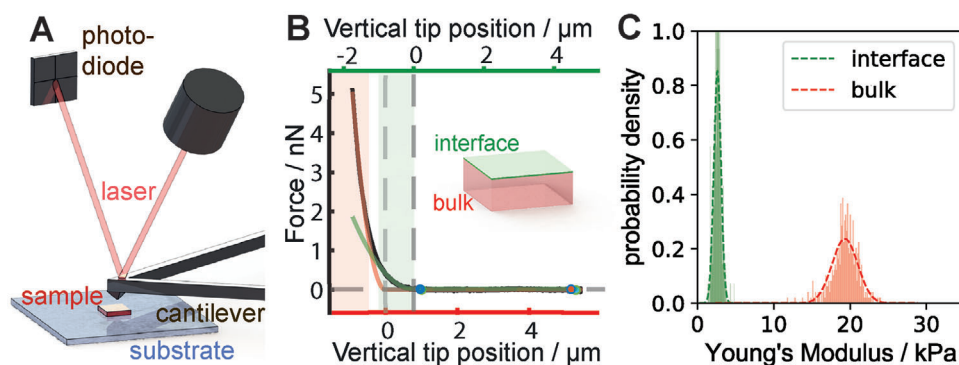 A
photo-
diode
laser
sample
cantilever
substrate
B
Vertical tip position / µm
-2 0 2 4
Force / nN
5
4
3
2
1
0
interface
bulk
0 2 4
Vertical tip position / µm
C
probability density
1.0
0.8
0.6
0.4
0.2
0.0
interface
bulk
0 10 20 30
Young's Modulus / kPa